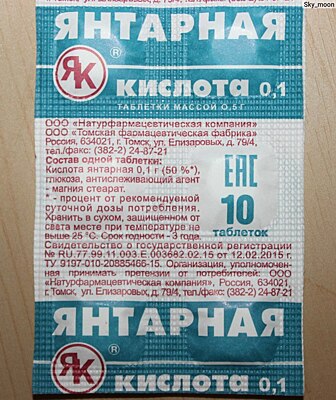 Sky_moon
ЯНТАРНАЯ
ЯК
®
КИСЛОТА 0,1
ТАБЛЕТКИ МАССОЙ 0,5 г
ООО «Натурфармацевтическая компания»
ООО «Томская фармацевтическая фабрика»
Россия, 634021, г. Томск, ул. Елизаровых, д. 79/4,
тел./факс: (382-2) 24-87-21
Состав одной таблетки:
Кислота янтарная 0,1 г (50 %*),
глюкоза, антислеживающий агент
- магния стеарат.
* - процент от рекомендуемой
суточной дозы потребления.
Хранить в сухом, защищенном от
света месте при температуре не
выше 25 °С. Срок годности - 3 года.
ЕАС
10
таблеток
Свидетельство о государственной регистрации
№ RU.77.99.11.003.Е.003682.02.15 от 12.02.2015 г.
ТУ 9197-010-20885466-15. Организация, уполномочен-
ная принимать претензии от потребителей: ООО
«Натурфармацевтическая компания», Россия, 634021,
г. Томск, ул. Елизаровых, д. 79/4, тел./факс: (382-2) 24-87-21
ЯНТАРНАЯ
ЯК
®
КИСЛОТА 0,1